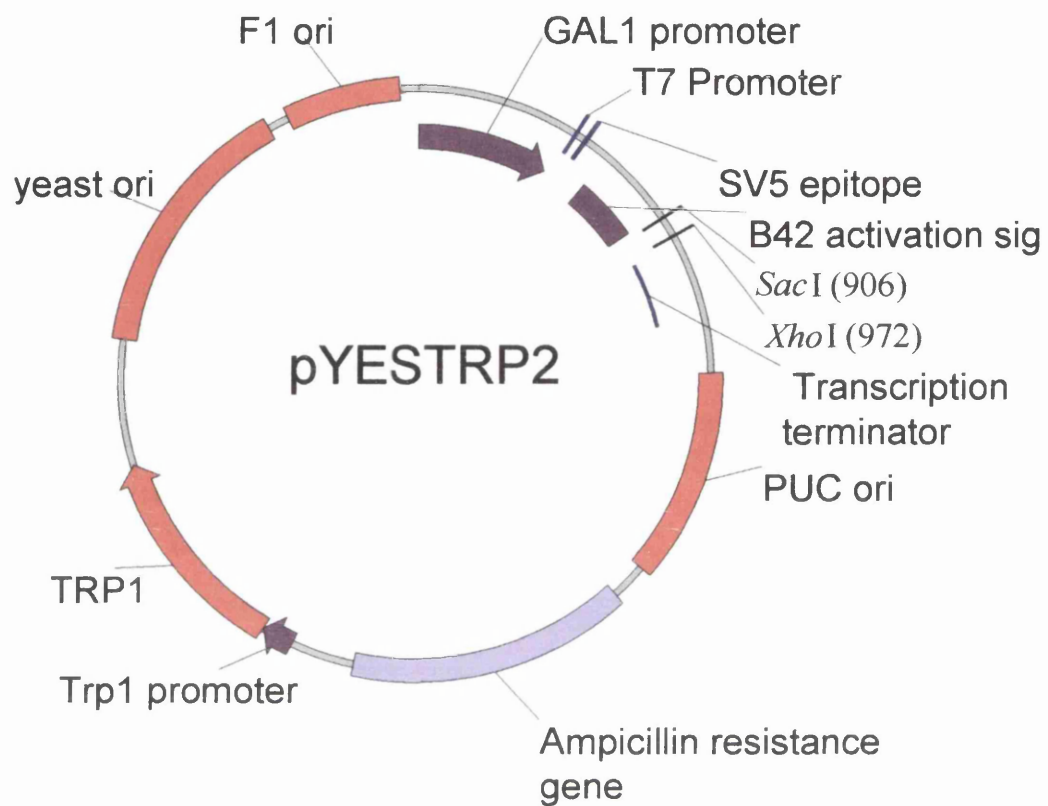 F1 ori
GAL1 promoter
T7 Promoter
yeast ori
SV5 epitope
B42 activation sig
SacI (906)
XhoI (972)
pYESTRP2
Transcription
terminator
PUC ori
TRP1
Trp1 promoter
Ampicillin resistance
gene